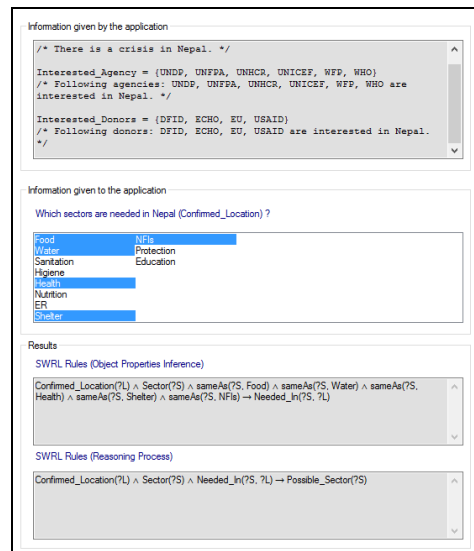 Information given by the application
/* There is a crisis in Nepal. */
Interested_Agency = {UNDP, UNFPA, UNHCR, UNICEF, WFP, WHO}
/* Following agencies: UNDP, UNFPA, UNHCR, UNICEF, WFP, WHO are
interested in Nepal. */
Interested_Donors = {DFID, ECHO, EU, USAID}
/* Following donors: DFID, ECHO, EU, USAID are interested in Nepal.
*/
Information given to the application
Which sectors are needed in Nepal (Confirmed_Location) ?
Food NFIs
Water Protection
Sanitation Education
Higiene
Health
Nutrition
ER
Shelter
Results
SWRL Rules (Object Properties Inference)
Confirmed_Location(?L) ∧ Sector(?S) ∧ sameAs(?S, Food) ∧ sameAs(?S, Water) ∧ sameAs(?S,
Health) ∧ sameAs(?S, Shelter) ∧ sameAs(?S, NFIs) → Needed_In(?S, ?L)
SWRL Rules (Reasoning Process)
Confirmed_Location(?L) ∧ Sector(?S) ∧ Needed_In(?S, ?L) → Possible_Sector(?S)